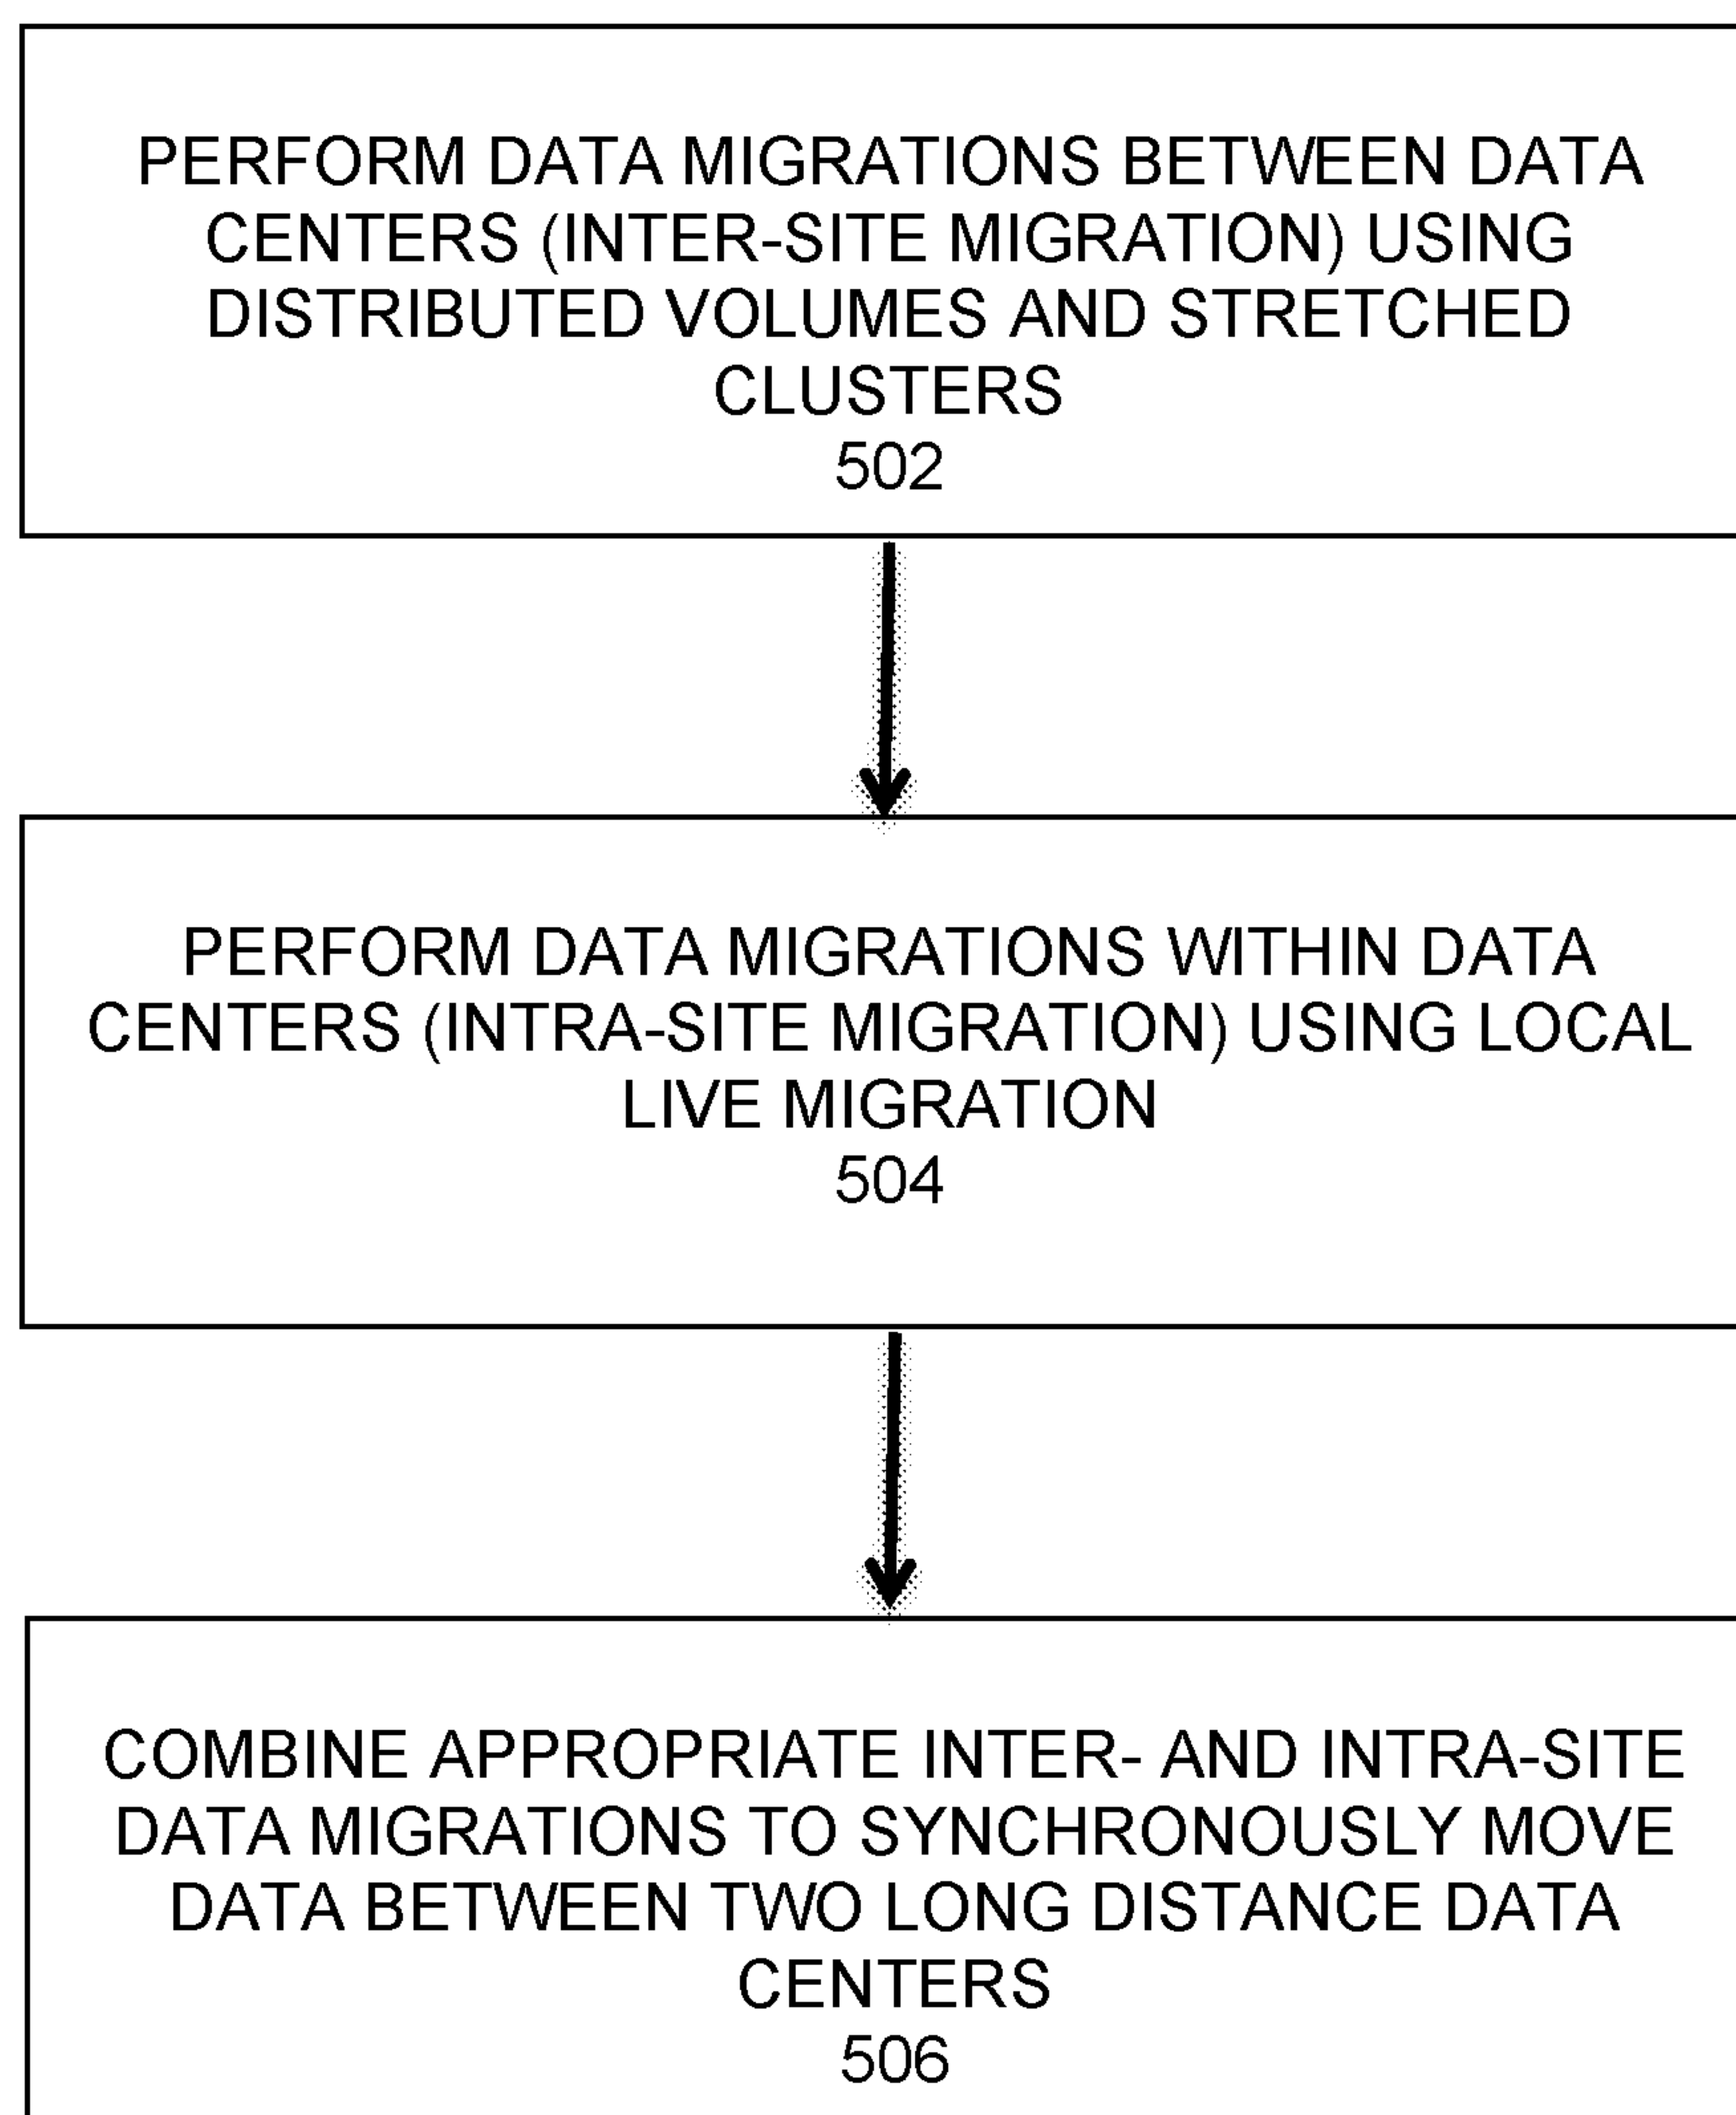 PERFORM DATA MIGRATIONS BETWEEN DATA
CENTERS (INTER-SITE MIGRATION) USING
DISTRIBUTED VOLUMES AND STRETCHED
CLUSTERS
502
PERFORM DATA MIGRATIONS WITHIN DATA
CENTERS (INTRA-SITE MIGRATION) USING LOCAL
LIVE MIGRATION
504
COMBINE APPROPRIATE INTER- AND INTRA-SITE
DATA MIGRATIONS TO SYNCHRONOUSLY MOVE
DATA BETWEEN TWO LONG DISTANCE DATA
CENTERS
506